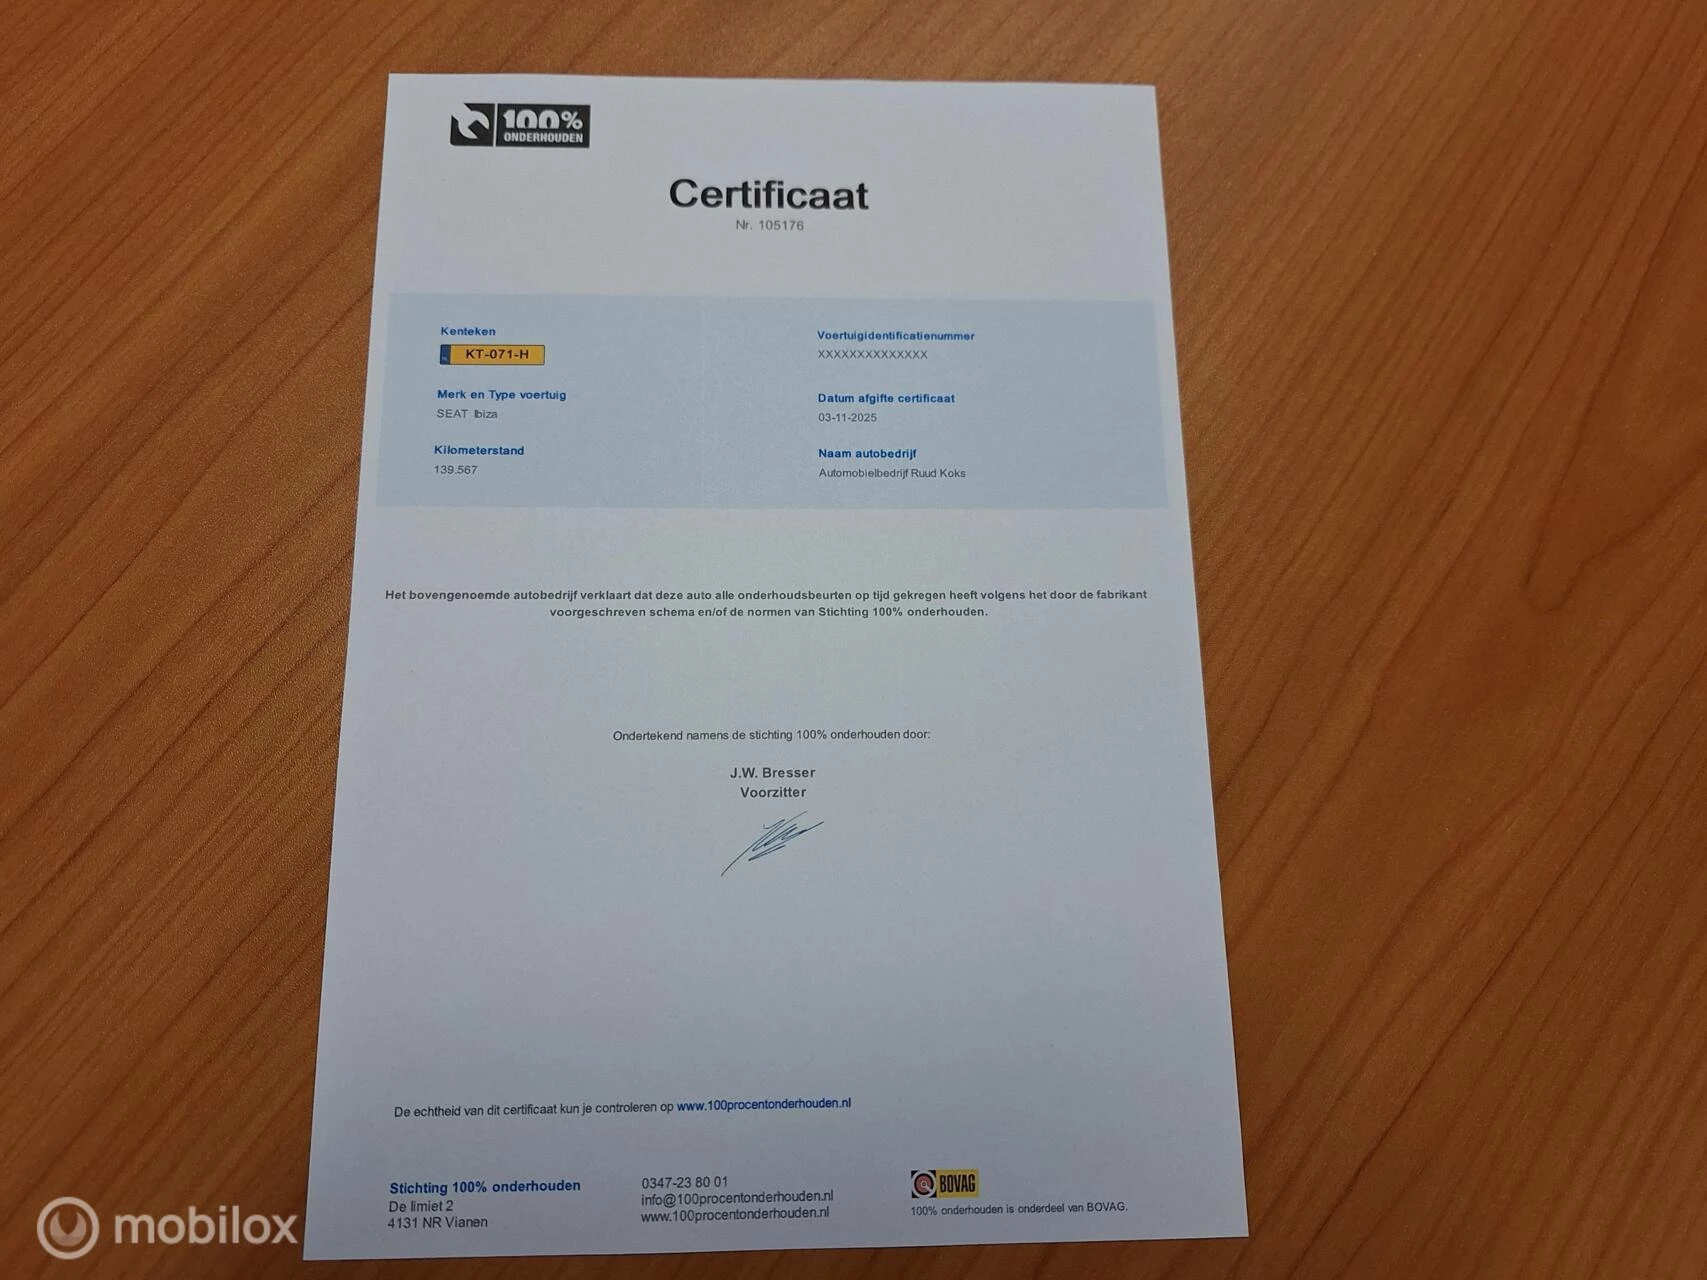 100%
ONDERHOUDEN
Certificaat
Nr. 105176
Kenteken
KT-071-H
Voertuigidentificatienummer
XXXXXXXXXXXXXX
Merk en Type voertuig
SEAT Ibiza
Datum afgifte certificaat
03-11-2025
Kilometerstand
139.567
Naam autobedrijf
Automobielbedrijf Ruud Koks
Het bovengenoemde autobedrijf verklaart dat deze auto alle onderhoudsbeurten op tijd gekregen heeft volgens het door de fabrikant
voorgeschreven schema en/of de normen van Stichting 100% onderhouden.
Ondertekend namens de stichting 100% onderhouden door:
J.W. Bresser
Voorzitter
De echtheid van dit certificaat kun je controleren op www.100procentonderhouden.nl
Stichting 100% onderhouden
De limiet 2
4131 NR Vianen
0347-23 80 01
info@100procentonderhouden.nl
www.100procentonderhouden.nl
BOVAG
100% onderhouden is onderdeel van BOVAG.
mobilox